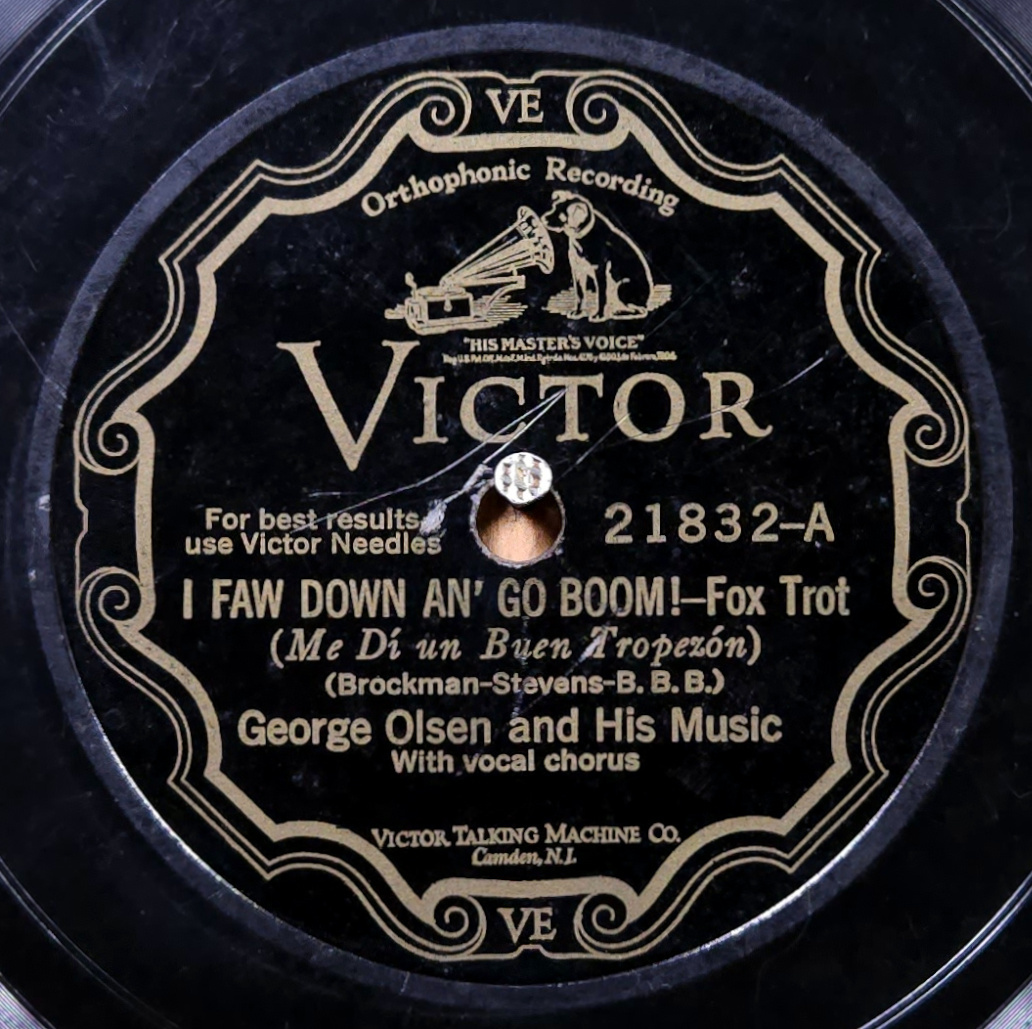 VE
Orthophonic Recording
"HIS MASTER'S VOICE"
VICTOR
For best results,
use Victor Needles
21832-A
I FAW DOWN AN' GO BOOM!-Fox Trot
(Me Dí un Buen Tropezón)
(Brockman-Stevens-B. B. B.)
George Olsen and His Music
With vocal chorus
VICTOR TALKING MACHINE CO.
Camden, N.J.
VE